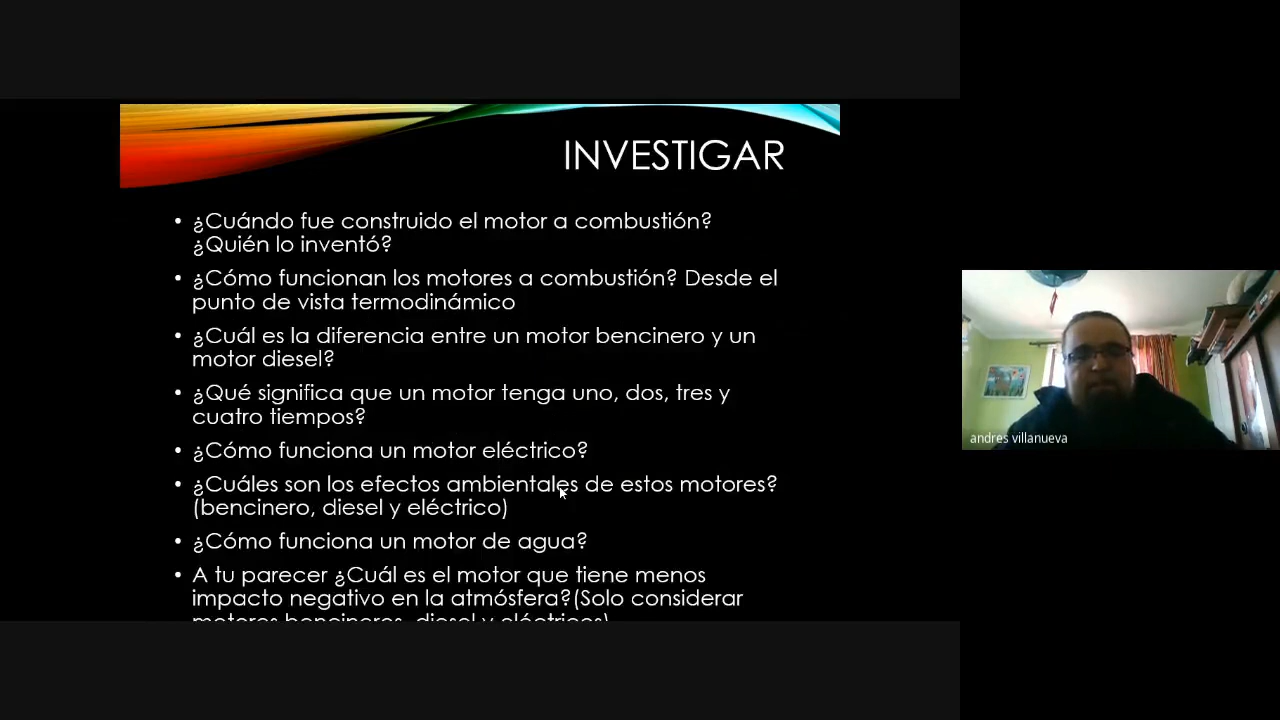 INVESTIGAR
• ¿Cuándo fue construido el motor a combustión?
¿Quién lo inventó?
• ¿Cómo funcionan los motores a combustión? Desde el
punto de vista termodinámico
• ¿Cuál es la diferencia entre un motor bencinero y un
motor diesel?
• ¿Qué significa que un motor tenga uno, dos, tres y
cuatro tiempos?
• ¿Cómo funciona un motor eléctrico?
• ¿Cuáles son los efectos ambientales de estos motores?
(bencinero, diesel y eléctrico)
• ¿Cómo funciona un motor de agua?
• A tu parecer ¿Cuál es el motor que tiene menos
impacto negativo en la atmósfera?(Solo considerar
motores bencineros, diesel y eléctricos)
andres villanueva